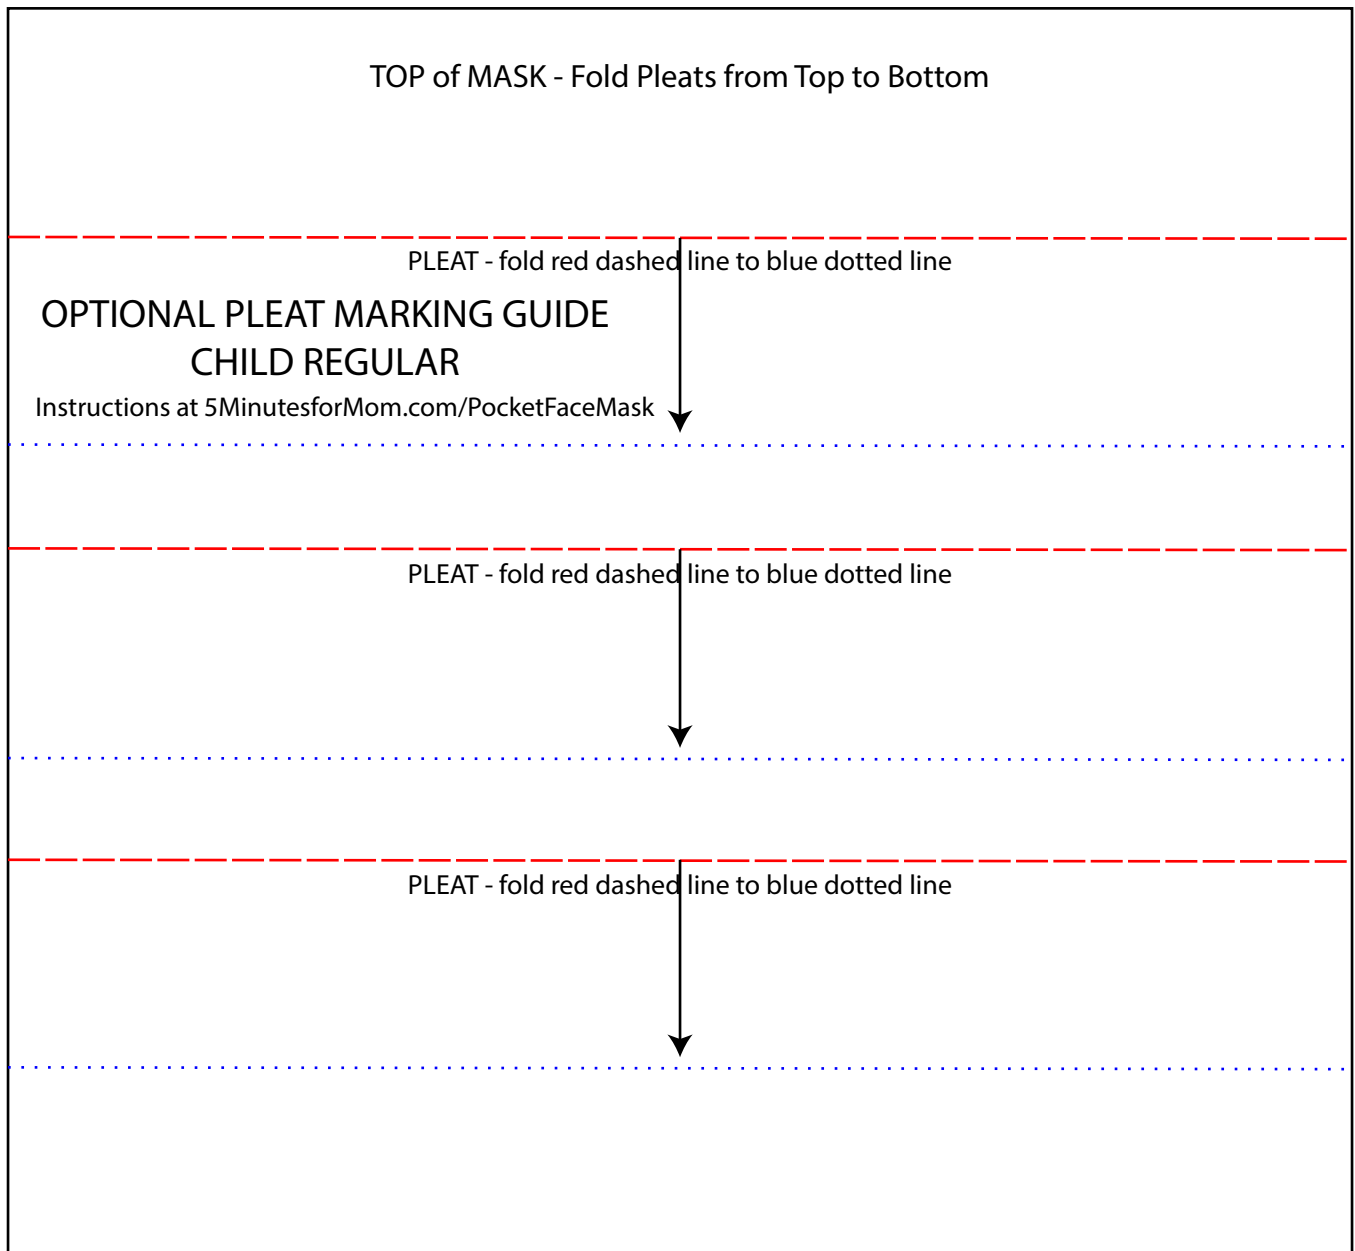 TOP of MASK - Fold Pleats from Top to Bottom
PLEAT - fold red dashed line to blue dotted line
OPTIONAL PLEAT MARKING GUIDE
CHILD REGULAR
Instructions at 5MinutesforMom.com/PocketFaceMask
PLEAT - fold red dashed line to blue dotted line
PLEAT - fold red dashed line to blue dotted line